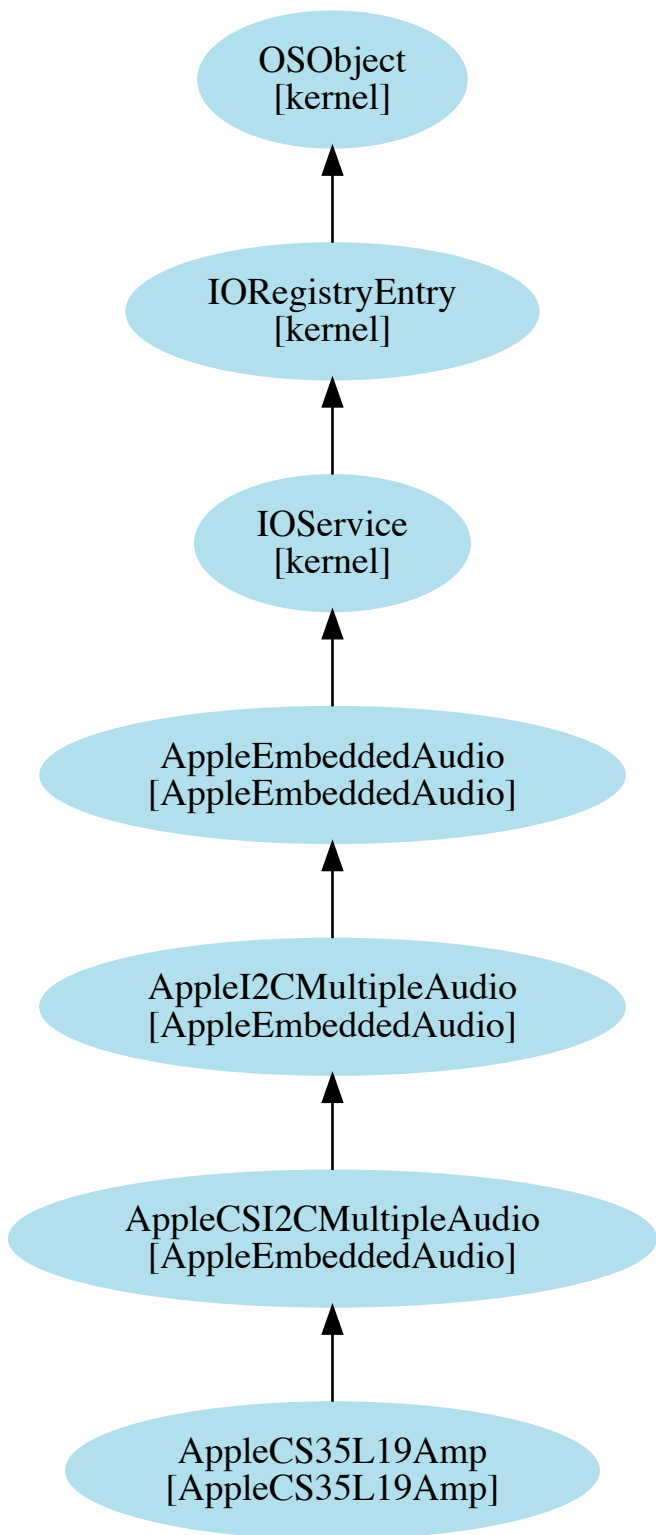 OSObject
[kernel]
IORegistryEntry
[kernel]
IOService
[kernel]
AppleEmbeddedAudio
[AppleEmbeddedAudio]
AppleI2CMultipleAudio
[AppleEmbeddedAudio]
AppleCSI2CMultipleAudio
[AppleEmbeddedAudio]
AppleCS35L19Amp
[AppleCS35L19Amp]